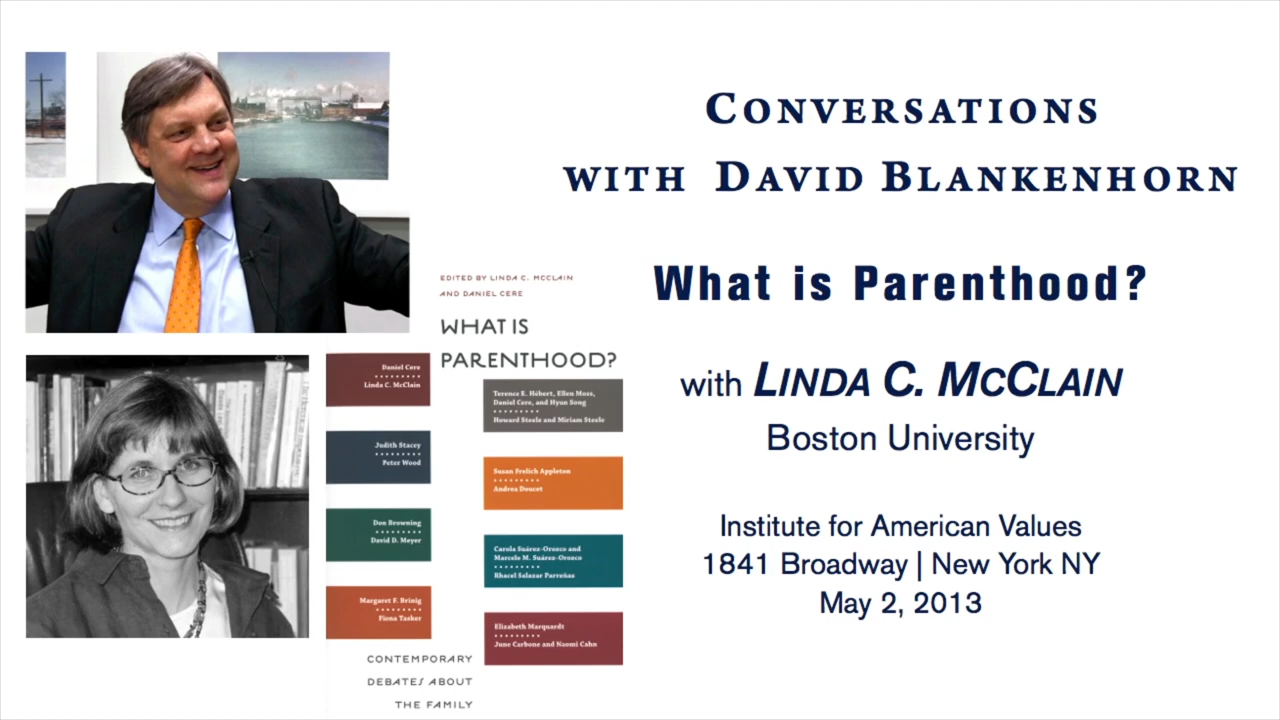 CONVERSATIONS
WITH DAVID BLANKENHORN
What is Parenthood?
with LINDA C. MCCLAIN
Boston University
Institute for American Values
1841 Broadway | New York NY
May 2, 2013
EDITED BY LINDA C. MCCLAIN
AND DANIEL CERE
WHAT IS
PARENTHOOD?
Daniel Cere
Linda C. McClain
Terence E. Hébert, Ellen Moss,
Daniel Cere, and Hyun Song
Howard Steele and Miriam Steele
Judith Stacey
Peter Wood
Susan Frelich Appleton
Andrea Doucet
Don Browning
David D. Meyer
Carola Suárez-Orozco and
Marcelo M. Suárez-Orozco
Rhacel Salazar Parreñas
Margaret F. Brinig
Fiona Tasker
Elizabeth Marquardt
June Carbone and Naomi Cahn
CONTEMPORARY
DEBATES ABOUT
THE FAMILY